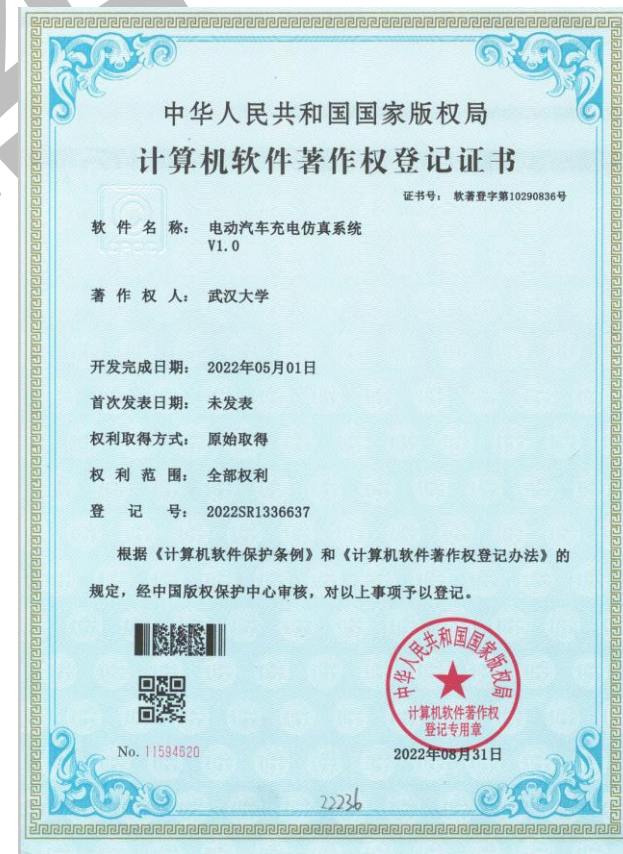 中华人民共和国国家版权局
计算机软件著作权登记证书
证书号： 软著登字第10290836号
软 件 名 称： 电动汽车充电仿真系统
V1.0
著 作 权 人： 武汉大学
开发完成日期： 2022年05月01日
首次发表日期： 未发表
权利取得方式： 原始取得
权 利 范 围： 全部权利
登 记 号： 2022SR1336637
根据《计算机软件保护条例》和《计算机软件著作权登记办法》的
规定，经中国版权保护中心审核，对以上事项予以登记。
中华人民共和国国家版权局
计算机软件著作权
登记专用章
No. 11594620
2022年08月31日
22236